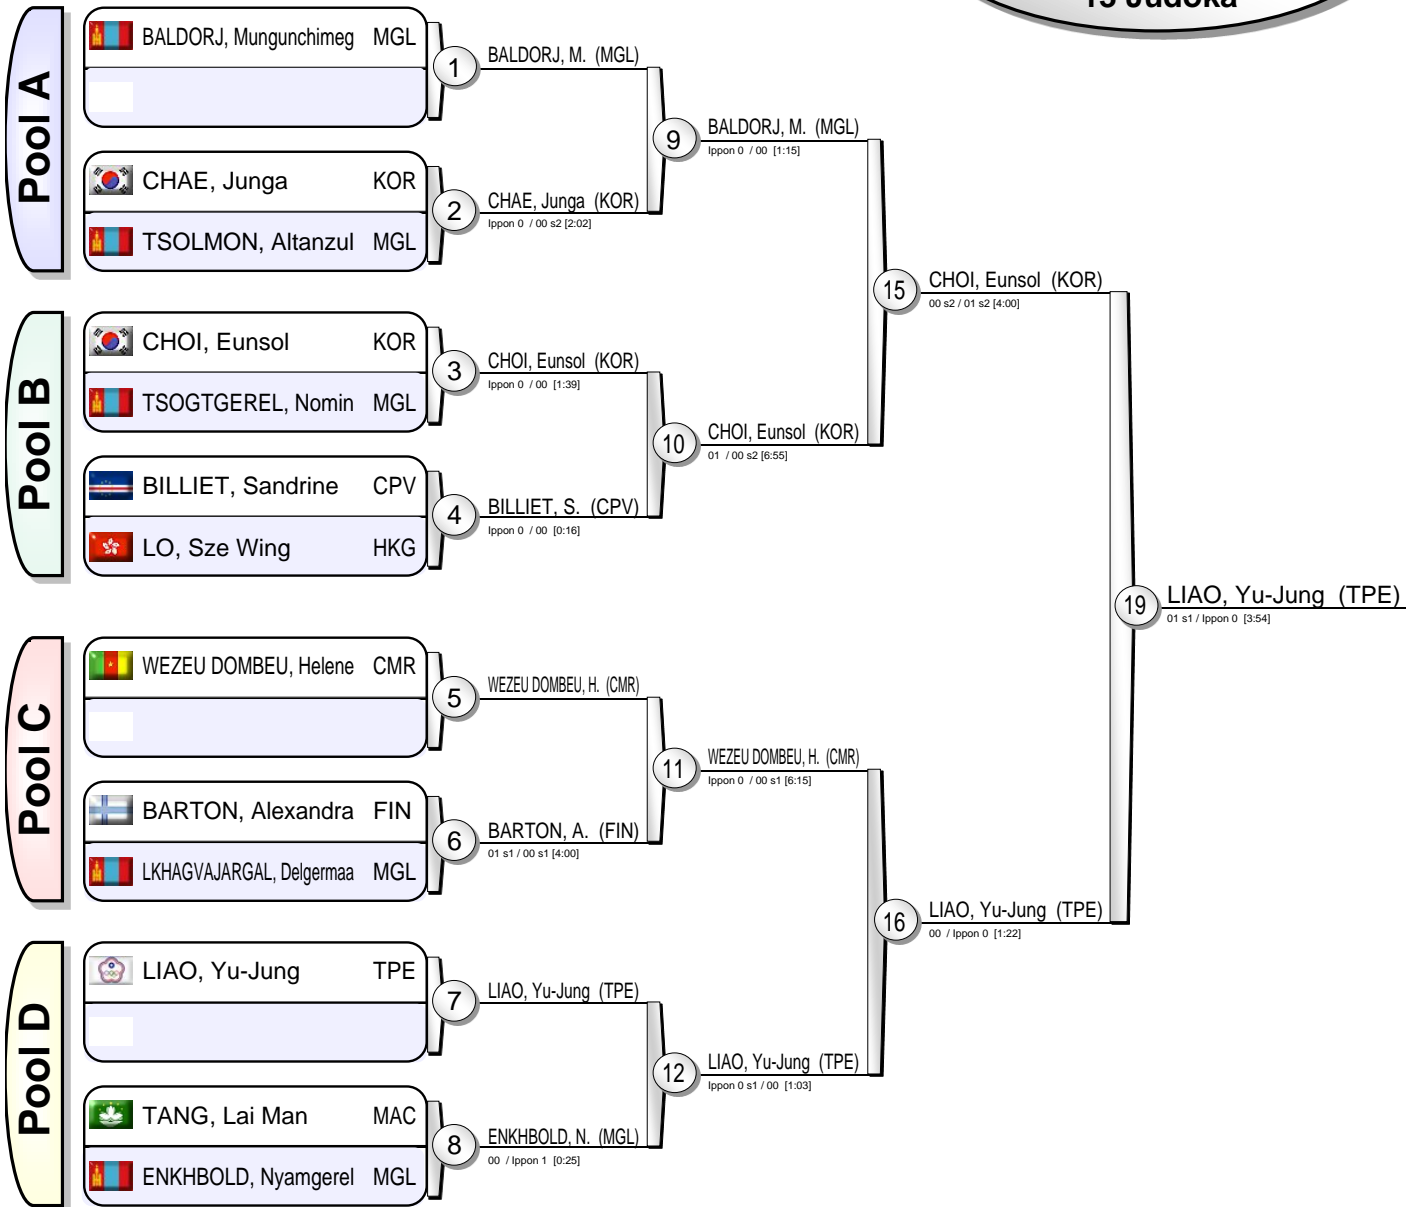 15 Judoka
Pool A
BALDORJ, Mungunchimeg MGL
1
BALDORJ, M. (MGL)
CHAE, Junga KOR
TSOLMON, Altanzul MGL
2
CHAE, Junga (KOR)
Ippon 0 / 00 s2 [2:02]
9
BALDORJ, M. (MGL)
Ippon 0 / 00 [1:15]
Pool B
CHOI, Eunsol KOR
TSOGTGEREL, Nomin MGL
3
CHOI, Eunsol (KOR)
Ippon 0 / 00 [1:39]
BILLIET, Sandrine CPV
LO, Sze Wing HKG
4
BILLIET, S. (CPV)
Ippon 0 / 00 [0:16]
10
CHOI, Eunsol (KOR)
01 / 00 s2 [6:55]
15
CHOI, Eunsol (KOR)
00 s2 / 01 s2 [4:00]
Pool C
WEZEU DOMBEU, Helene CMR
5
WEZEU DOMBEU, H. (CMR)
BARTON, Alexandra FIN
LKHAGVAJARGAL, Delgermaa MGL
6
BARTON, A. (FIN)
01 s1 / 00 s1 [4:00]
11
WEZEU DOMBEU, H. (CMR)
Ippon 0 / 00 s1 [6:15]
Pool D
LIAO, Yu-Jung TPE
7
LIAO, Yu-Jung (TPE)
TANG, Lai Man MAC
ENKHBOLD, Nyamgerel MGL
8
ENKHBOLD, N. (MGL)
00 / Ippon 1 [0:25]
12
LIAO, Yu-Jung (TPE)
Ippon 0 s1 / 00 [1:03]
16
LIAO, Yu-Jung (TPE)
00 / Ippon 0 [1:22]
19
LIAO, Yu-Jung (TPE)
01 s1 / Ippon 0 [3:54]